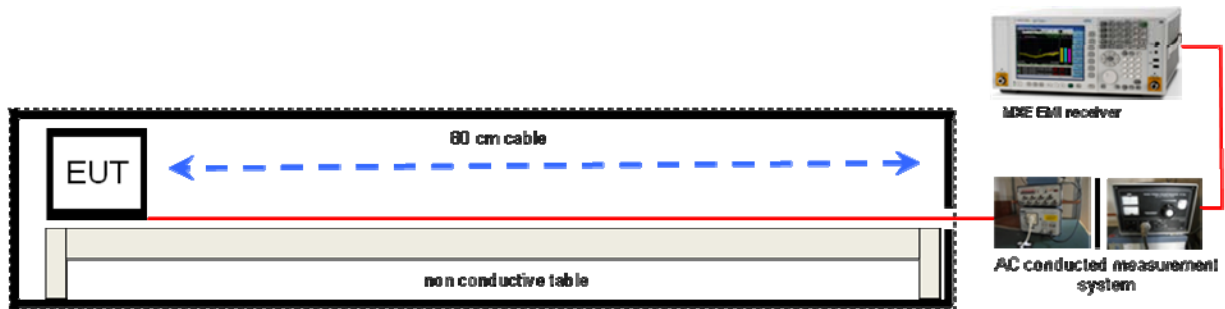 MXE EMI receiver
80 cm cable
EUT
non conductive table
AC conducted measurement
system